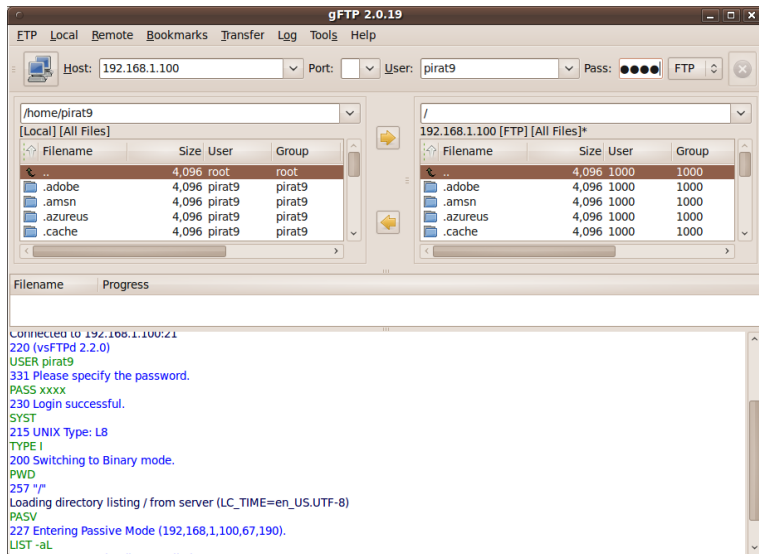 gFTP 2.0.19
FTP Local Remote Bookmarks Transfer Log Tools Help
Host: 192.168.1.100 Port: User: pirat9 Pass: ●●●● FTP
/home/pirat9
[Local] [All Files]
Filename Size User Group
.. 4,096 root root
.adobe 4,096 pirat9 pirat9
.amsn 4,096 pirat9 pirat9
.azureus 4,096 pirat9 pirat9
.cache 4,096 pirat9 pirat9
/
192.168.1.100 [FTP] [All Files]*
Filename Size User Group
.. 4,096 1000 1000
.adobe 4,096 1000 1000
.amsn 4,096 1000 1000
.azureus 4,096 1000 1000
.cache 4,096 1000 1000
Filename Progress
Connected to 192.168.1.100:21
220 (vsFTPd 2.2.0)
USER pirat9
331 Please specify the password.
PASS xxxx
230 Login successful.
SYST
215 UNIX Type: L8
TYPE I
200 Switching to Binary mode.
PWD
257 "/"
Loading directory listing / from server (LC_TIME=en_US.UTF-8)
PASV
227 Entering Passive Mode (192,168,1,100,67,190).
LIST -aL